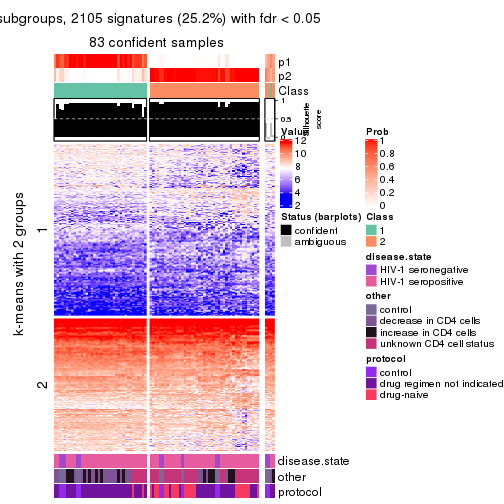 subgroups, 2105 signatures (25.2%) with fdr < 0.05
83 confident samples
p1
p2
Class
1
0.5
0
Silhouette
score
k-means with 2 groups
1
2
Value
12
10
8
6
4
2
Prob
1
0.8
0.6
0.4
0.2
0
Status (barplots)
confident
ambiguous
Class
1
2
disease.state
HIV-1 seronegative
HIV-1 seropositive
other
control
decrease in CD4 cells
increase in CD4 cells
unknown CD4 cell status
protocol
control
drug regimen not indicated
drug-naive
disease.state
other
protocol